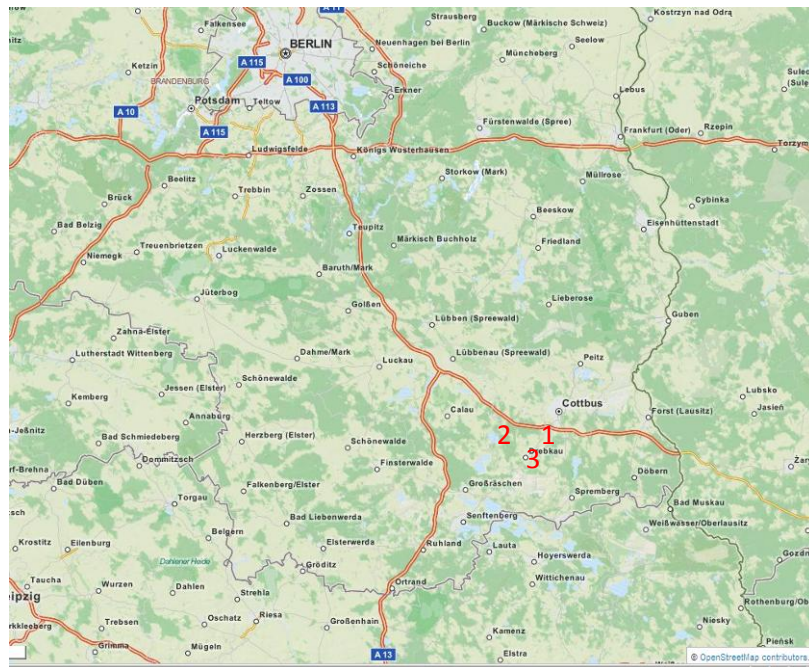 Falkensee
BERLIN
Strausberg
Buckow (Märkische Schweiz)
Kostrzyn nad Odrą
Seelow
Neuenhagen bei Berlin
Müncheberg
Ketzin
A 115
Schöneiche
BRANDENBURG
A 100
Erkner
Lebus
Potsdam
Teltow
A 10
A 113
A 115
Fürstenwalde (Spree)
Frankfurt (Oder)
Rzepin
Torzym
Ludwigsfelde
Königs Wusterhausen
Storkow (Mark)
Müllrose
Beelitz
Trebbin
Zossen
Brück
Cybinka
Beeskow
Bad Belzig
Teupitz
Eisenhüttenstadt
Märkisch Buchholz
Friedland
Treuenbrietzen
Luckenwalde
Niemegk
Baruth/Mark
Jüterbog
Lieberose
Golßen
Guben
Lübben (Spreewald)
Zahna-Elster
Lutherstadt Wittenberg
Dahme/Mark
Luckau
Lübbenau (Spreewald)
Peitz
Schönewalde
Jessen (Elster)
Lubsko
Kemberg
Cottbus
Annaburg
Calau
Forst (Lausitz)
Jasień
2
1
Bad Schmiedeberg
Herzberg (Elster)
Schönewalde
3
Dommitzsch
Finsterwalde
Bad Düben
Falkenberg/Elster
Döbern
Großräschen
Spremberg
Torgau
Bad Muskau
Bad Liebenwerda
Senftenberg
Weißwasser/Oberlausitz
Belgern
Krostitz
Eilenburg
Elsterwerda
Ruhland
Lauta
Hoyerswerda
Dahlener Heide
Gröditz
Wittichenau
Taucha
Wurzen
Dahlen
Strehla
Ortrand
Rothenburg/Ob
Trebsen
Oschatz
Riesa
Großenhain
Niesky
Kamenz
Pieńsk
Grimma
Mügeln
A 13
Elstra
© OpenStreetMap contributors